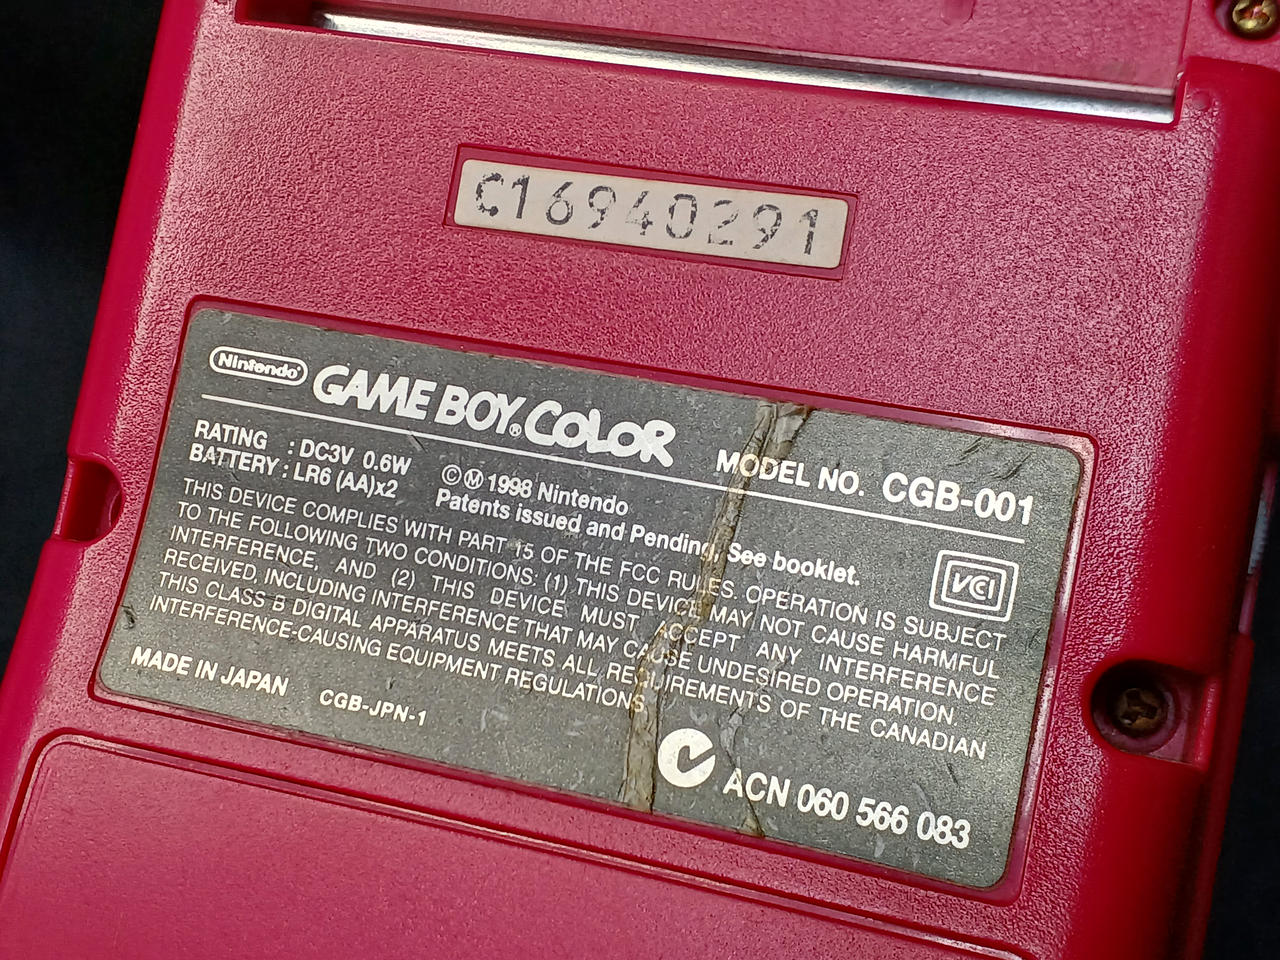 C16940291
Nintendo® GAME BOY® COLOR MODEL NO. CGB-001
RATING : DC3V 0.6W
BATTERY : LR6 (AA)x2
©Ⓜ 1998 Nintendo
Patents issued and Pending. See booklet.
VCI
THIS DEVICE COMPLIES WITH PART 15 OF THE FCC RULES. OPERATION IS SUBJECT
TO THE FOLLOWING TWO CONDITIONS: (1) THIS DEVICE MAY NOT CAUSE HARMFUL
INTERFERENCE, AND (2) THIS DEVICE MUST ACCEPT ANY INTERFERENCE
RECEIVED, INCLUDING INTERFERENCE THAT MAY CAUSE UNDESIRED OPERATION.
THIS CLASS B DIGITAL APPARATUS MEETS ALL REQUIREMENTS OF THE CANADIAN
INTERFERENCE-CAUSING EQUIPMENT REGULATIONS.
MADE IN JAPAN CGB-JPN-1
ACN 060 566 083